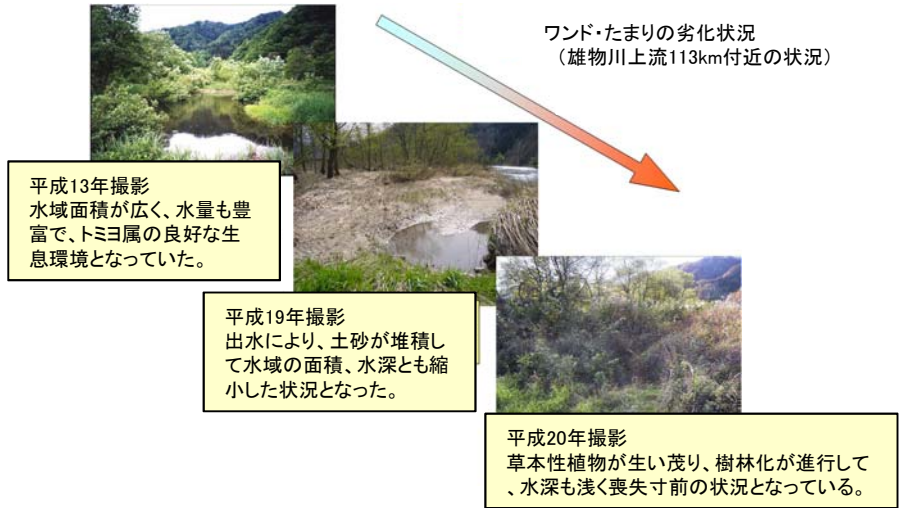 ワンド・たまりの劣化状況
（雄物川上流113km付近の状況）
平成13年撮影
水域面積が広く、水量も豊
富で、トミヨ属の良好な生
息環境となっていた。
平成19年撮影
出水により、土砂が堆積し
て水域の面積、水深とも縮
小した状況となった。
平成20年撮影
草本性植物が生い茂り、樹林化が進行して
、水深も浅く喪失寸前の状況となっている。